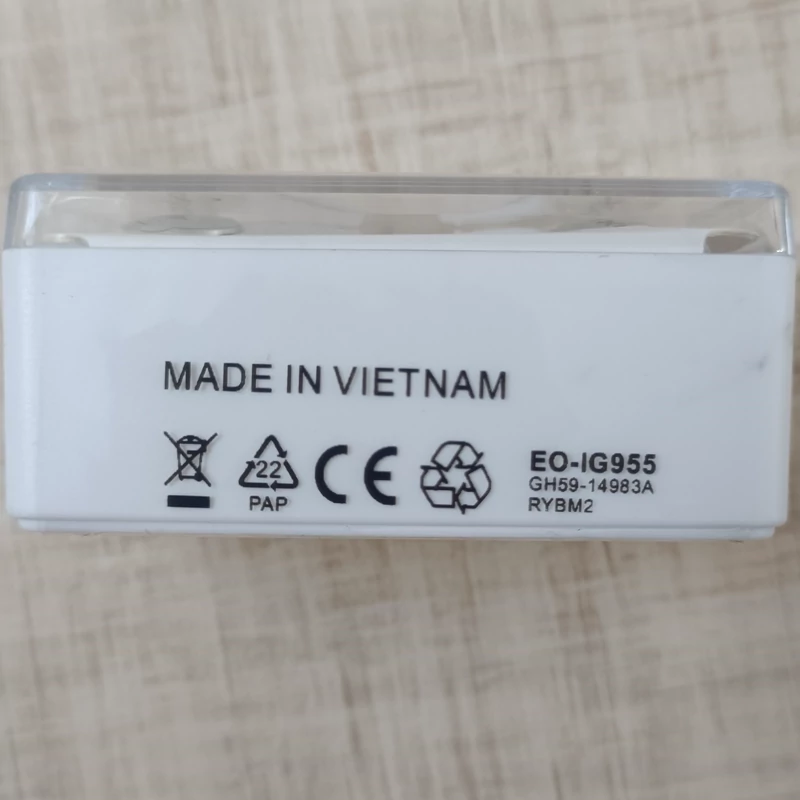 MADE IN VIETNAM
22
PAP
CE
EO-IG955
GH59-14983A
RYBM2